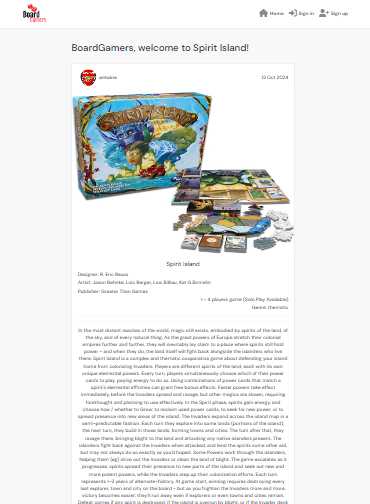 Board
Gamers
Home
Sign in
Sign up
BoardGamers, welcome to Spirit Island!
antoine
12 Oct 2024
SPIRIT ISLAND
Spirit Island
Designer: R. Eric Reuss
Artist: Jason Behnke, Loic Berger, Loic Billiau, Kat G Birmelin
Publisher: Greater Than Games
1 - 4 players game (Solo Play Available)
Genre: thematic
In the most distant reaches of the world, magic still exists, embodied by spirits of the land, of
the sky, and of every natural thing. As the great powers of Europe stretch their colonial
empires further and further, they will inevitably lay claim to a place where spirits still hold
power - and when they do, the land itself will fight back alongside the islanders who live
there. Spirit Island is a complex and thematic cooperative game about defending your island
home from colonizing Invaders. Players are different spirits of the land, each with its own
unique elemental powers. Every turn, players simultaneously choose which of their power
cards to play, paying energy to do so. Using combinations of power cards that match a
spirit's elemental affinities can grant free bonus effects. Faster powers take effect
immediately, before the Invaders spread and ravage, but other magics are slower, requiring
forethought and planning to use effectively. In the Spirit phase, spirits gain energy, and
choose how / whether to Grow: to reclaim used power cards, to seek for new power, or to
spread presence into new areas of the island. The Invaders expand across the island map in a
semi-predictable fashion. Each turn they explore into some lands (portions of the island);
the next turn, they build in those lands, forming towns and cities. The turn after that, they
ravage there, bringing blight to the land and attacking any native islanders present. The
islanders fight back against the Invaders when attacked, and lend the spirits some other aid,
but may not always do so exactly as you'd hoped. Some Powers work through the islanders,
helping them (eg) drive out the Invaders or clean the land of blight. The game escalates as it
progresses: spirits spread their presence to new parts of the island and seek out new and
more potent powers, while the Invaders step up their colonization efforts. Each turn
represents 1-3 years of alternate-history. At game start, winning requires destroying every
last explorer, town and city on the board - but as you frighten the Invaders more and more,
victory becomes easier: they'll run away even if explorers or even towns and cities remain.
Defeat comes if any spirit is destroyed, if the island is overrun by blight, or if the Invader deck